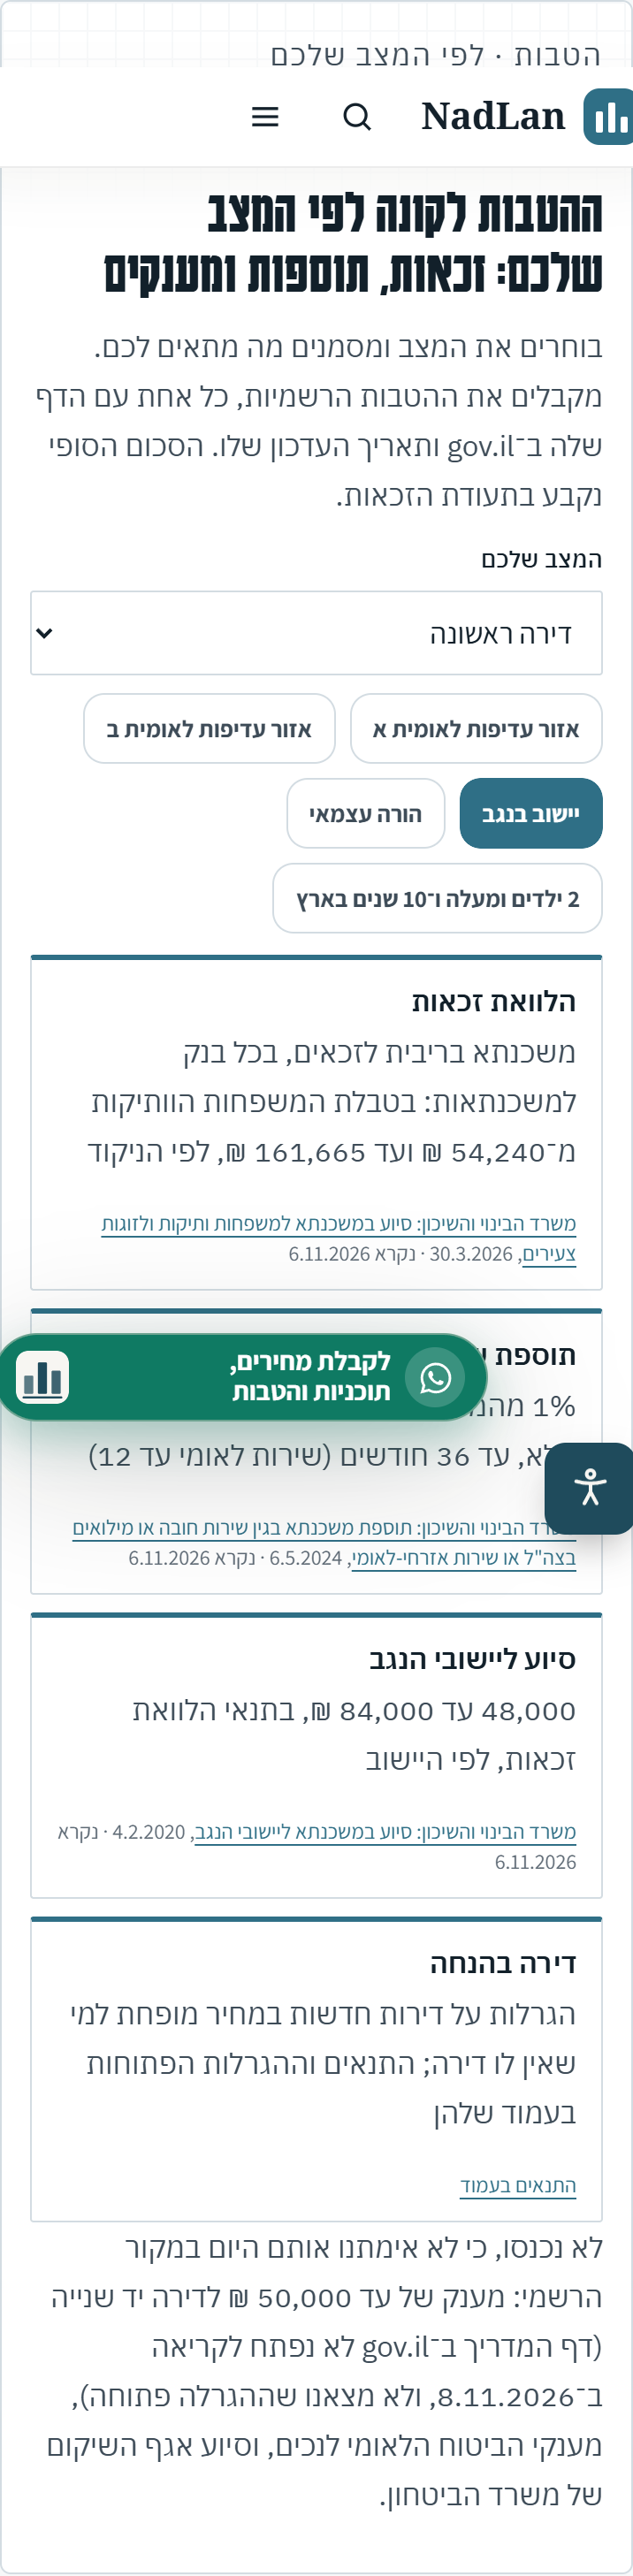 הטבות · לפי המצב שלכם
NadLan
ההטבות לקונה לפי המצב
שלכם: זכאות, תוספות ומענקים
בוחרים את המצב ומסמנים מה מתאים לכם.
מקבלים את ההטבות הרשמיות, כל אחת עם הדף
שלה ב־gov.il ותאריך העדכון שלו. הסכום הסופי
נקבע בתעודת הזכאות.
המצב שלכם
דירה ראשונה
אזור עדיפות לאומית א
אזור עדיפות לאומית ב
יישוב בנגב
הורה עצמאי
2 ילדים ומעלה ו־10 שנים בארץ
הלוואת זכאות
משכנתא בריבית לזכאים, בכל בנק
למשכנתאות: בטבלת המשפחות הוותיקות
מ־54,240 ₪ ועד 161,665 ₪, לפי הניקוד
משרד הבינוי והשיכון: סיוע במשכנתא למשפחות ותיקות ולזוגות
צעירים, 30.3.2026 · נקרא 6.11.2026
תוספת
לקבלת מחירים,
תוכניות והטבות
1%
עד 36 חודשים (שירות לאומי עד 12)
הבינוי והשיכון: תוספת משכנתא בגין שירות חובה או מילואים
בצה"ל או שירות אזרחי-לאומי, 6.5.2024 · נקרא 6.11.2026
סיוע ליישובי הנגב
48,000 עד 84,000 ₪, בתנאי הלוואת
זכאות, לפי היישוב
משרד הבינוי והשיכון: סיוע במשכנתא ליישובי הנגב, 4.2.2020 · נקרא
6.11.2026
דירה בהנחה
הגרלות על דירות חדשות במחיר מופחת למי
שאין לו דירה; התנאים וההגרלות הפתוחות
בעמוד שלהן
התנאים בעמוד
לא נכנסו, כי לא אימתנו אותם היום במקור
הרשמי: מענק של עד 50,000 ₪ לדירה יד שנייה
(דף המדריך ב־gov.il לא נפתח לקריאה
ב־8.11.2026, ולא מצאנו שההגרלה פתוחה),
מענקי הביטוח הלאומי לנכים, וסיוע אגף השיקום
של משרד הביטחון.